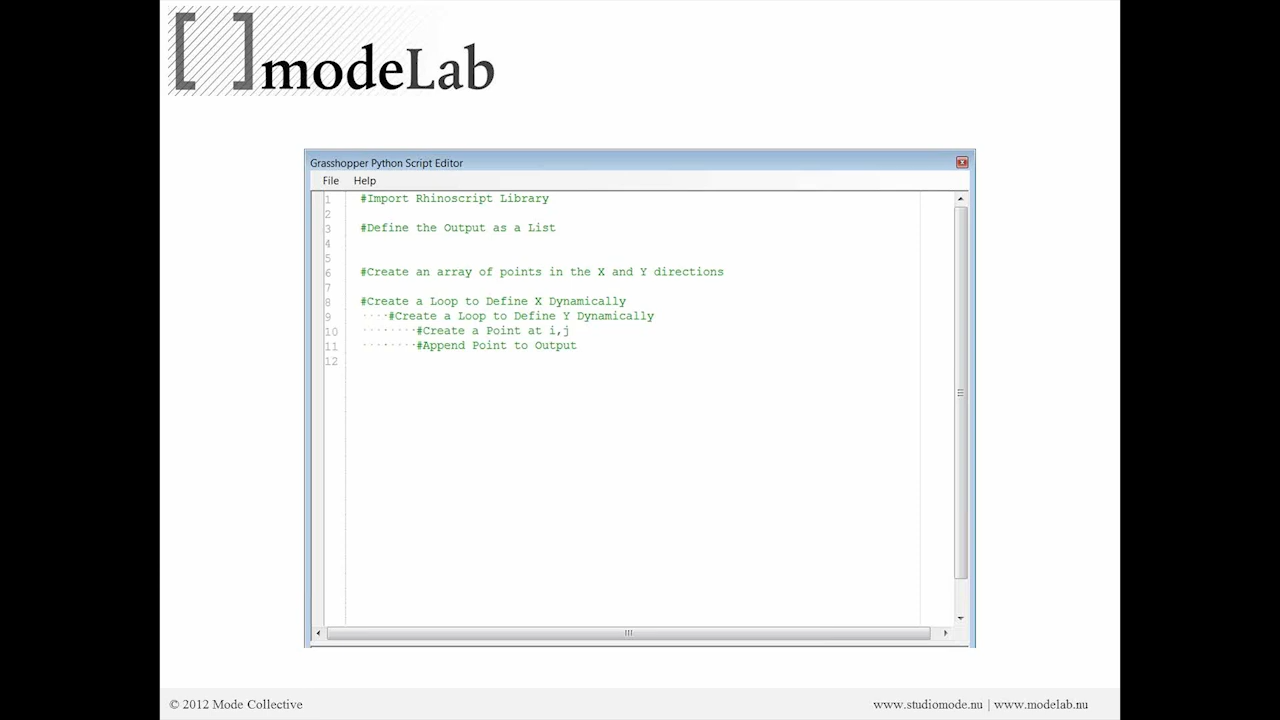 [ ]modeLab
Grasshopper Python Script Editor
File Help
1 #Import Rhinoscript Library
2
3 #Define the Output as a List
4
5
6 #Create an array of points in the X and Y directions
7
8 #Create a Loop to Define X Dynamically
9 ····#Create a Loop to Define Y Dynamically
10 ········#Create a Point at i,j
11 ········#Append Point to Output
12
© 2012 Mode Collective
www.studiomode.nu | www.modelab.nu